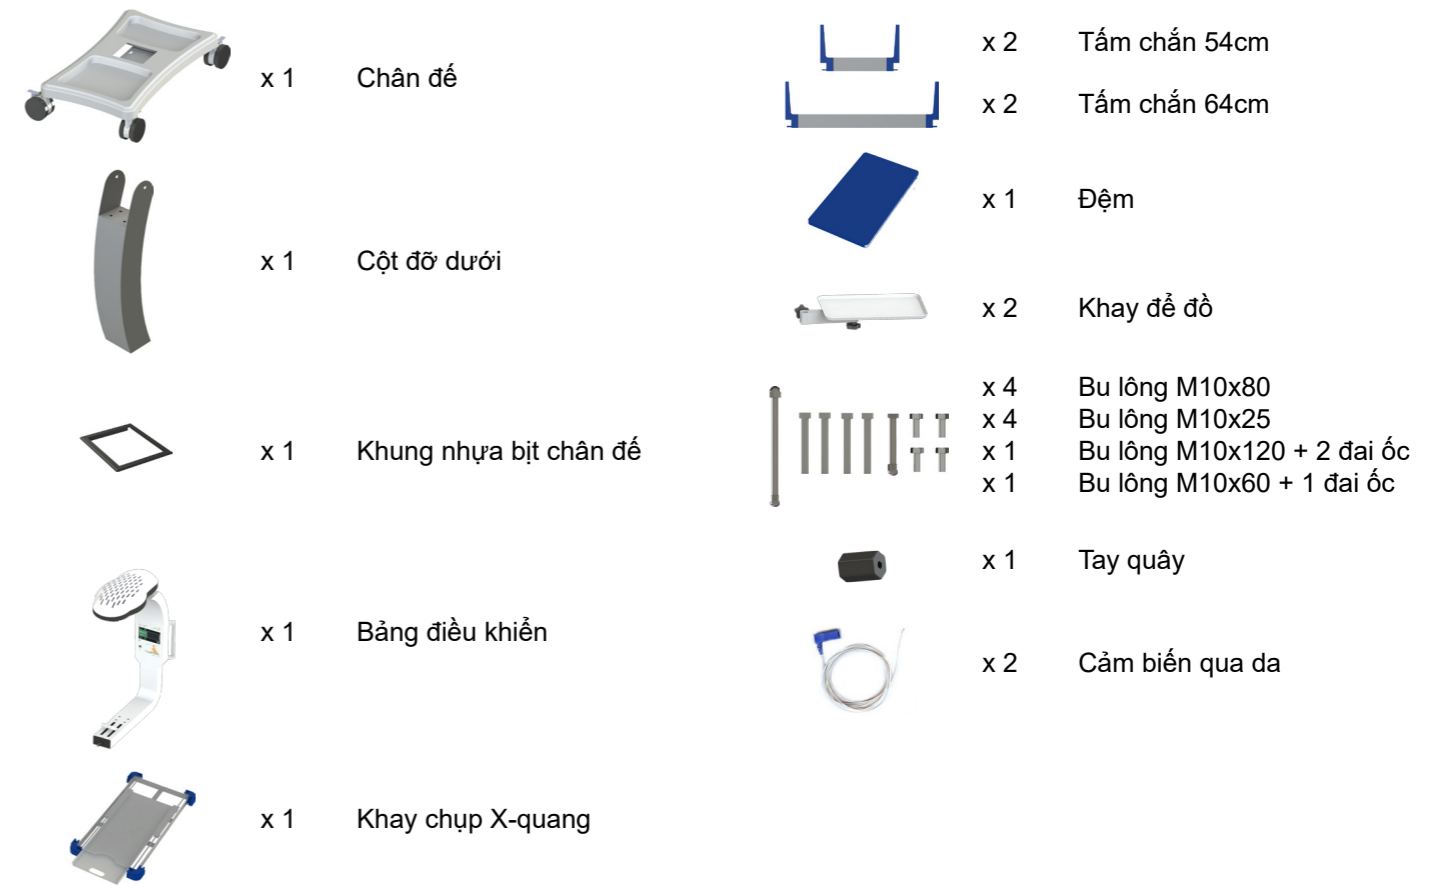 x 1 Chân đế
x 1 Cột đỡ dưới
x 1 Khung nhựa bịt chân đế
x 1 Bảng điều khiển
x 1 Khay chụp X-quang
x 2 Tấm chắn 54cm
x 2 Tấm chắn 64cm
x 1 Đệm
x 2 Khay để đồ
x 4 Bu lông M10x80
x 4 Bu lông M10x25
x 1 Bu lông M10x120 + 2 đai ốc
x 1 Bu lông M10x60 + 1 đai ốc
x 1 Tay quây
x 2 Cảm biến qua da